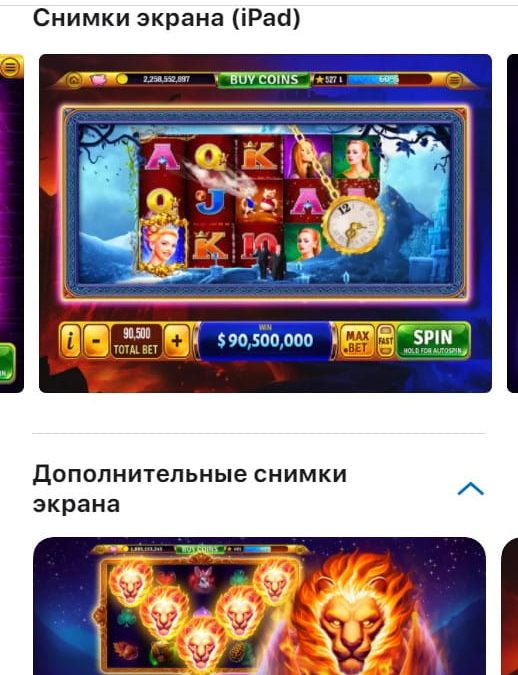 Снимки экрана (iPad)
2,258,552,897 BUY COINS 527 60%
A Q K
Q J A
K 10
12
i - 90,500 TOTAL BET + WIN $90,500,000 MAX BET FAST SPIN HOLD FOR AUTOSPIN
Дополнительные снимки
экрана
BUY COINS